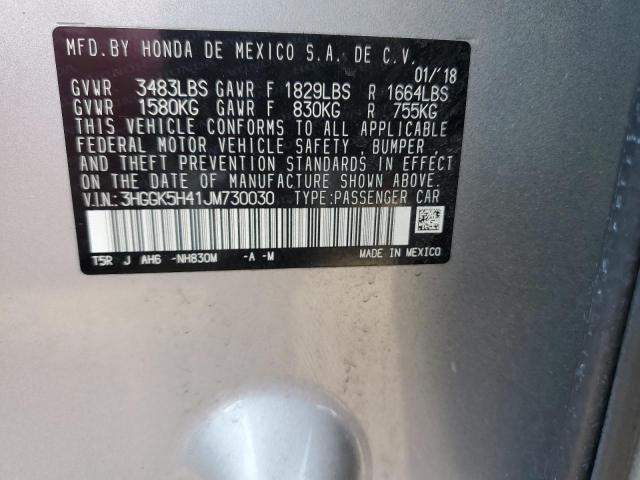 MFD.BY HONDA DE MEXICO S.A. DE C.V.
01/'18
GVWR 3483LBS GAWR F 1829LBS R 1664LBS
GVWR 1580KG GAWR F 830KG R 755KG
THIS VEHICLE CONFORMS TO ALL APPLICABLE
FEDERAL MOTOR VEHICLE SAFETY, BUMPER
AND THEFT PREVENTION STANDARDS IN EFFECT
ON THE DATE OF MANUFACTURE SHOWN ABOVE.
V.I.N: 3HGGK5H41JM730030 TYPE:PASSENGER CAR
T5R J AH6 -NH830M -A -M MADE IN MEXICO